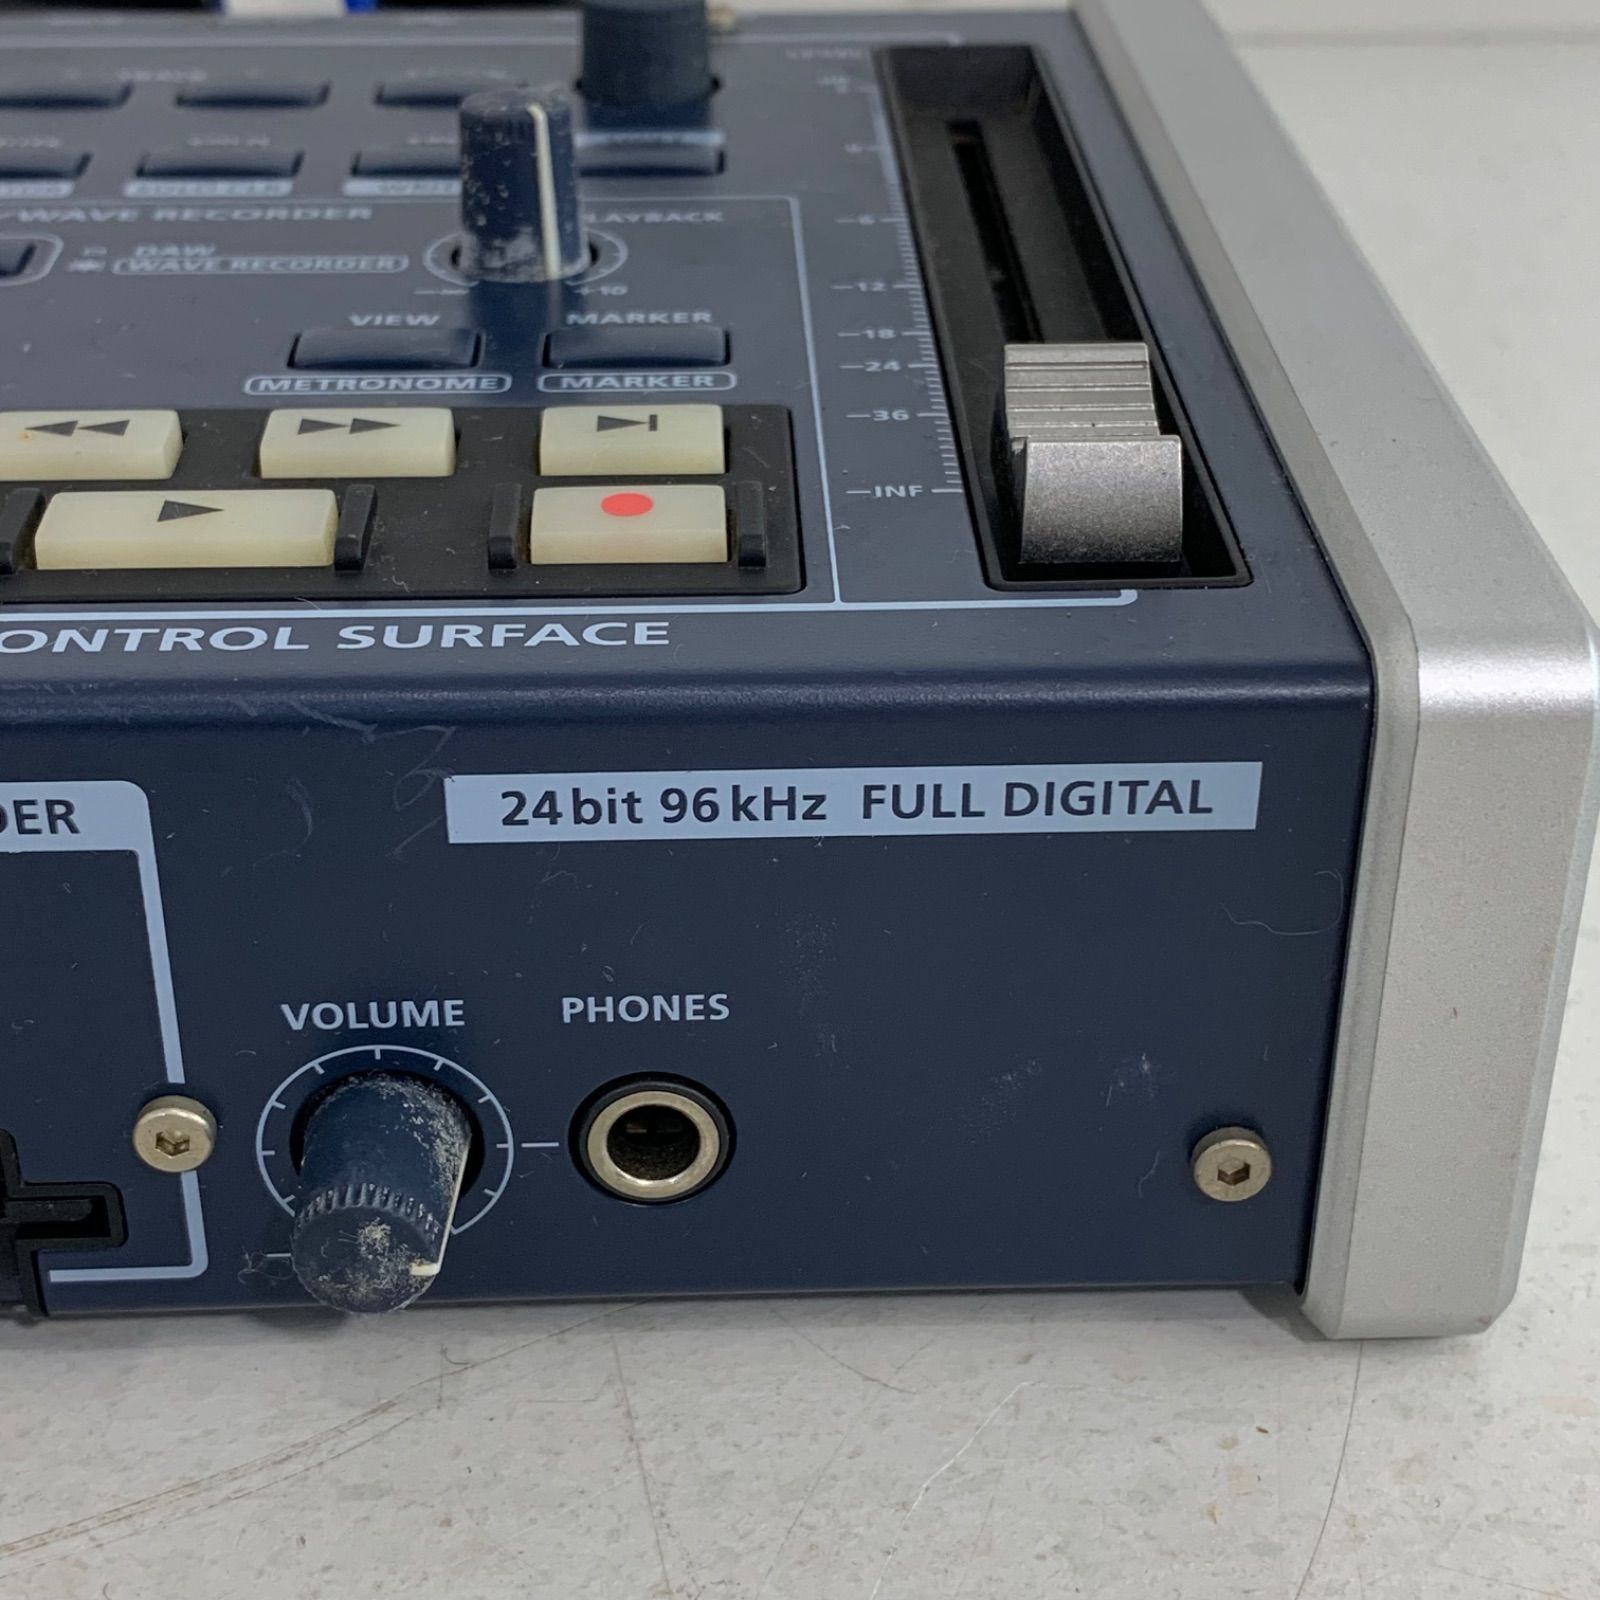 /WAVE RECORDER
PLAYBACK
DAW
WAVE RECORDER
+10
VIEW
MARKER
METRONOME
MARKER
6
12
18
24
36
INF
ONTROL SURFACE
24bit 96kHz FULL DIGITAL
DER
VOLUME
PHONES